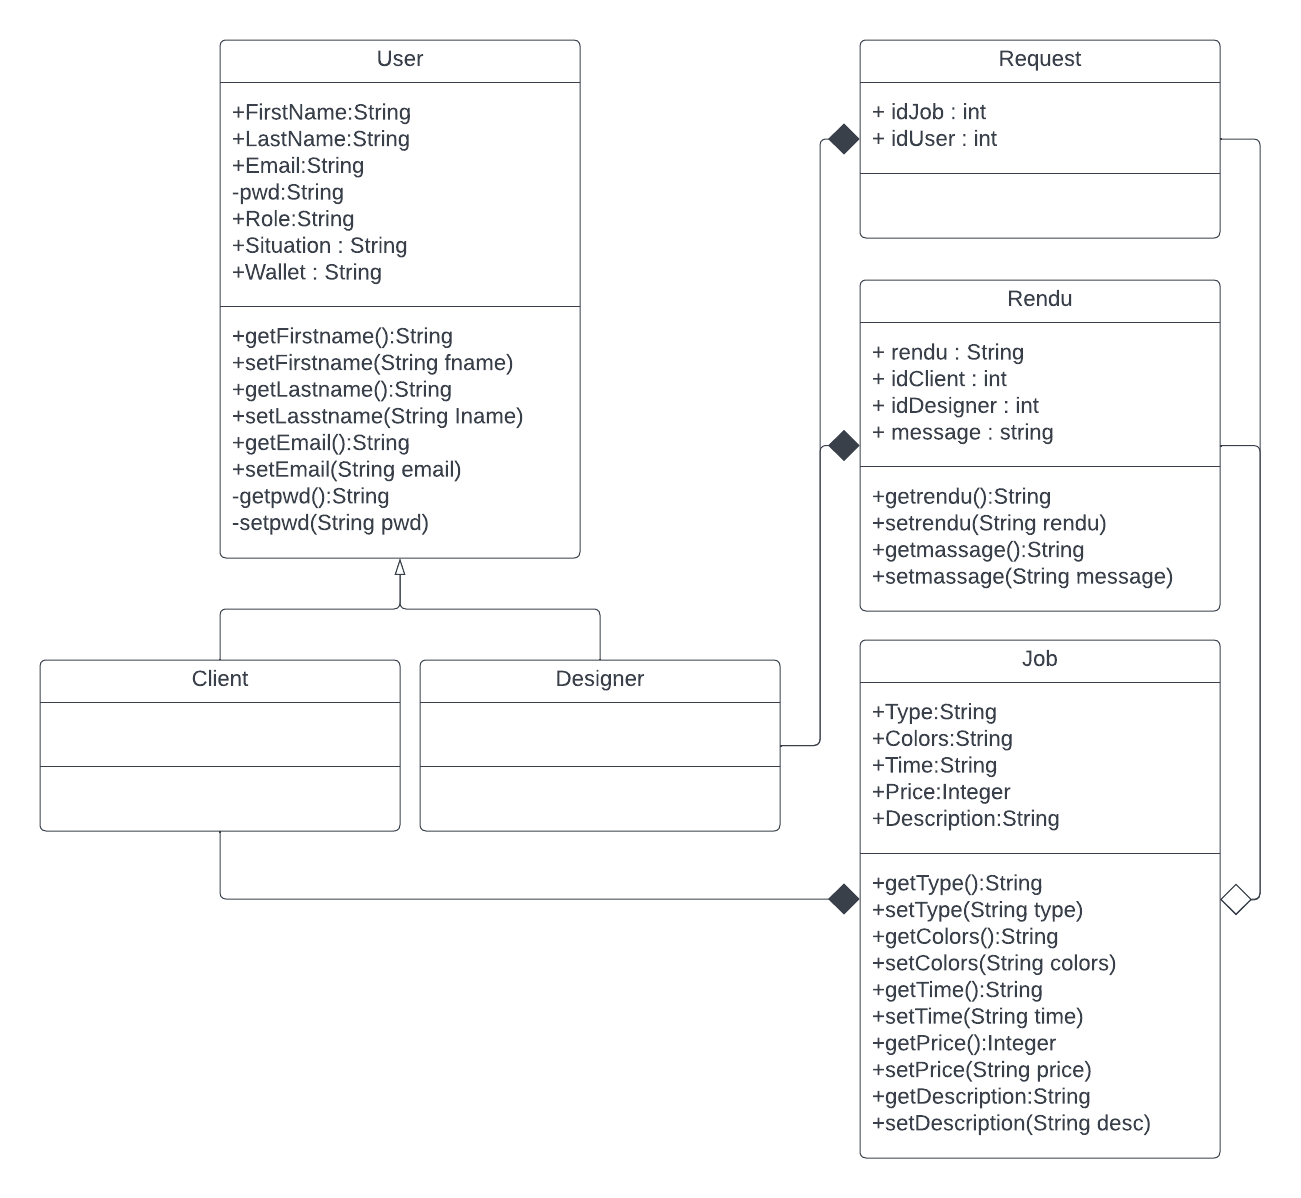 User
+FirstName:String
+LastName:String
+Email:String
-pwd:String
+Role:String
+Situation : String
+Wallet : String
+getFirstname():String
+setFirstname(String fname)
+getLastname():String
+setLasstname(String lname)
+getEmail():String
+setEmail(String email)
-getpwd():String
-setpwd(String pwd)
Client
Designer
Request
+ idJob : int
+ idUser : int
Rendu
+ rendu : String
+ idClient : int
+ idDesigner : int
+ message : string
+getrendu():String
+setrendu(String rendu)
+getmassage():String
+setmassage(String message)
Job
+Type:String
+Colors:String
+Time:String
+Price:Integer
+Description:String
+getType():String
+setType(String type)
+getColors():String
+setColors(String colors)
+getTime():String
+setTime(String time)
+getPrice():Integer
+setPrice(String price)
+getDescription:String
+setDescription(String desc)